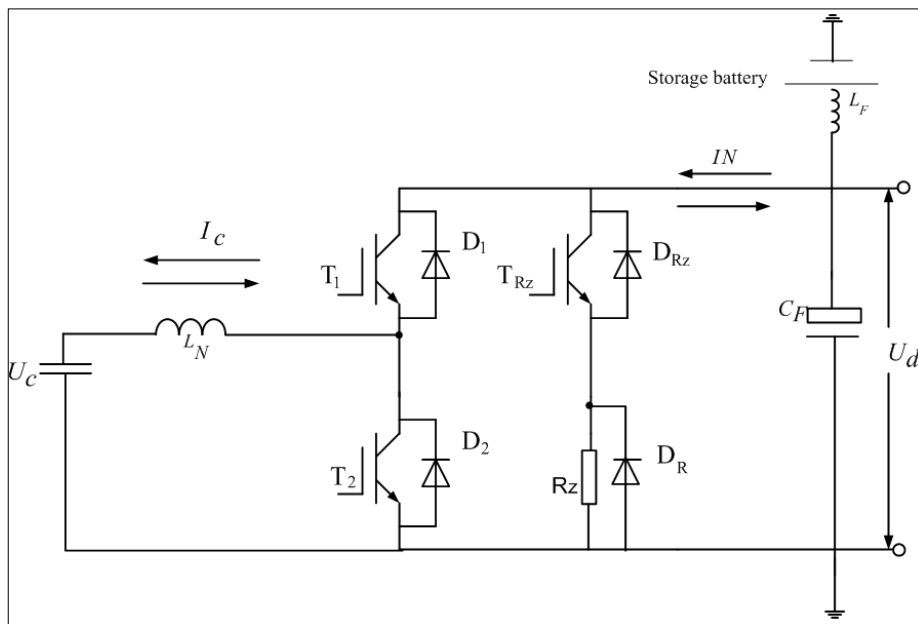 Storage battery
L_F
IN
I_c
D_1
T_1
D_Rz
T_Rz
L_N
C_F
U_c
U_d
D_2
T_2
D_R
Rz